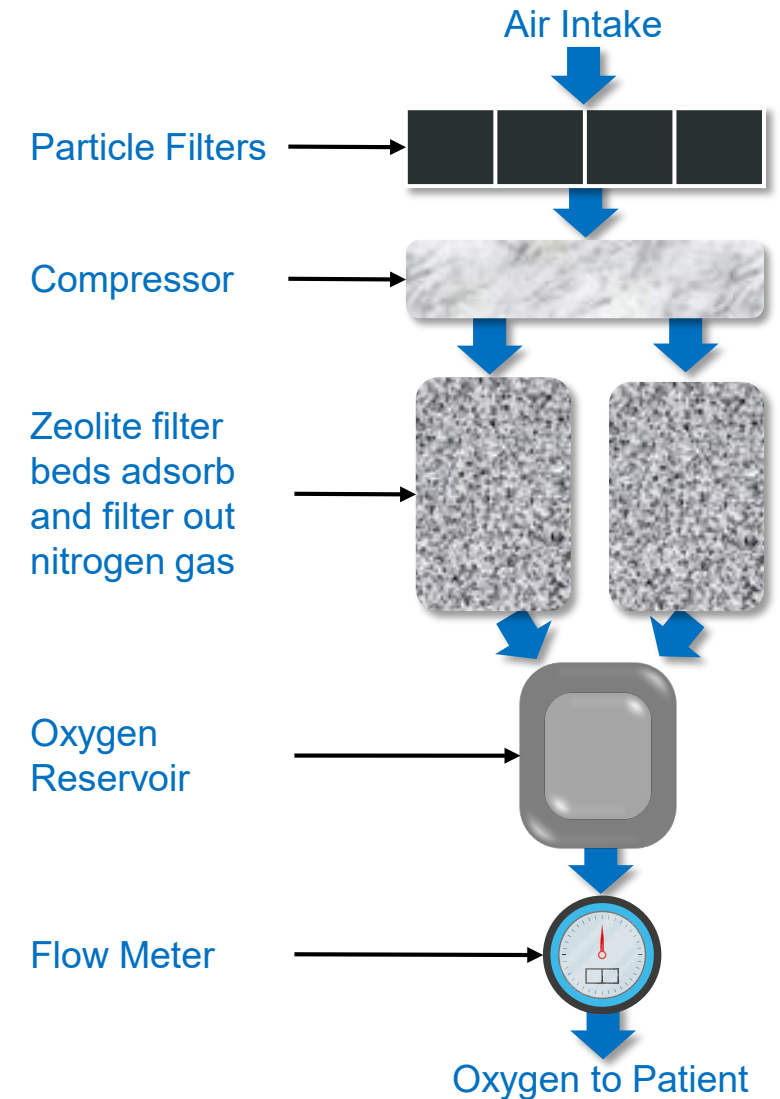 Air Intake
Particle Filters
Compressor
Zeolite filter
beds adsorb
and filter out
nitrogen gas
Oxygen
Reservoir
Flow Meter
Oxygen to Patient